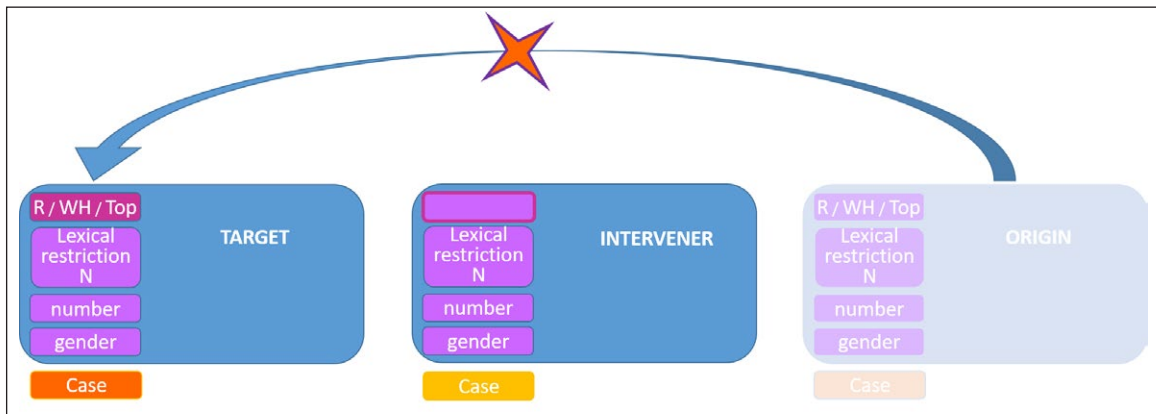 R / WH / Top
Lexical
restriction
N
number
gender
Case
TARGET
Lexical
restriction
N
number
gender
Case
INTERVENER
R / WH / Top
Lexical
restriction
N
number
gender
Case
ORIGIN